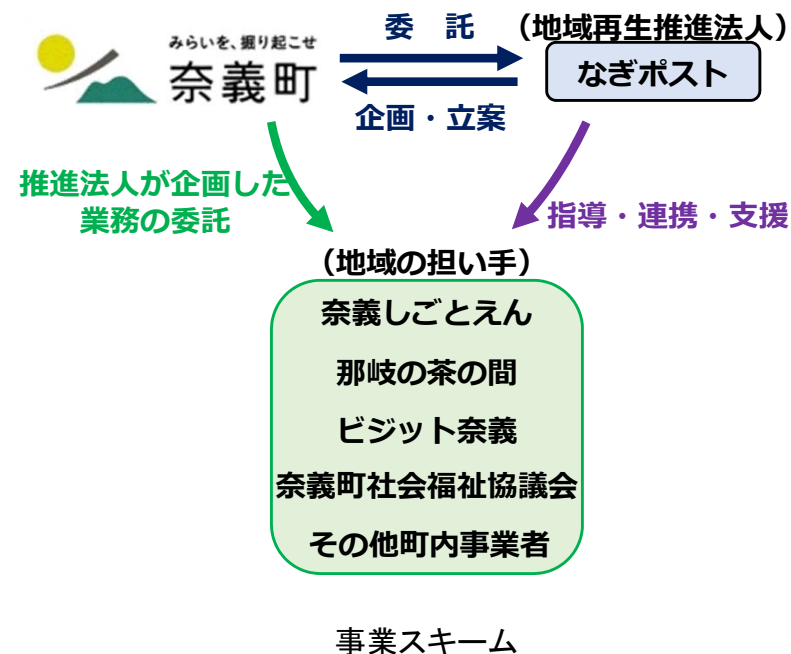 みらいを、掘り起こせ
奈義町
委　託
企画・立案
（地域再生推進法人）
なぎポスト
推進法人が企画した
業務の委託
指導・連携・支援
（地域の担い手）
奈義しごとえん
那岐の茶の間
ビジット奈義
奈義町社会福祉協議会
その他町内事業者
事業スキーム